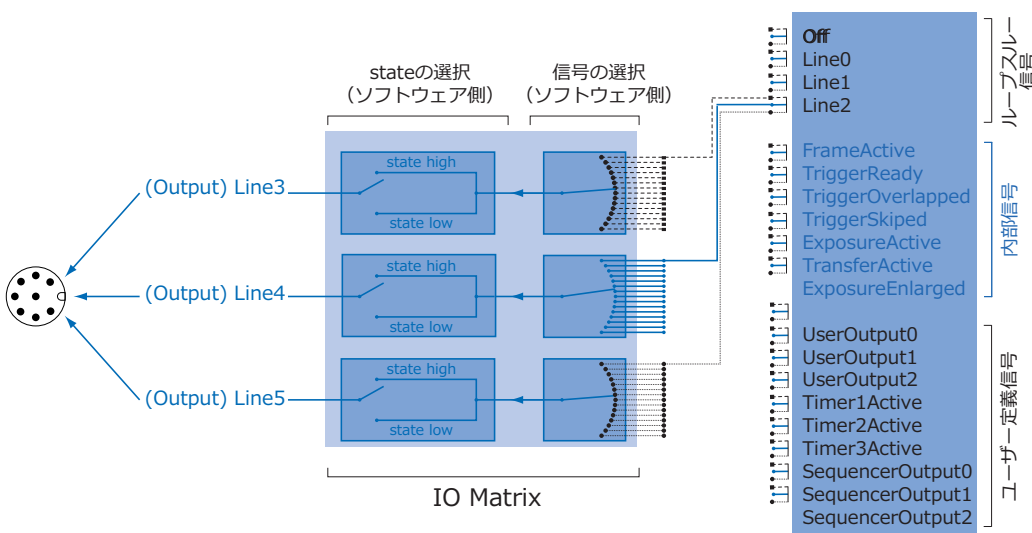 stateの選択
（ソフトウェア側）
信号の選択
（ソフトウェア側）
(Output) Line3
state high
state low
(Output) Line4
state high
state low
(Output) Line5
state high
state low
IO Matrix
Off
Line0
Line1
Line2
ループスルー
信号
FrameActive
TriggerReady
TriggerOverlapped
TriggerSkiped
ExposureActive
TransferActive
ExposureEnlarged
内部信号
UserOutput0
UserOutput1
UserOutput2
Timer1Active
Timer2Active
Timer3Active
SequencerOutput0
SequencerOutput1
SequencerOutput2
ユーザー定義信号